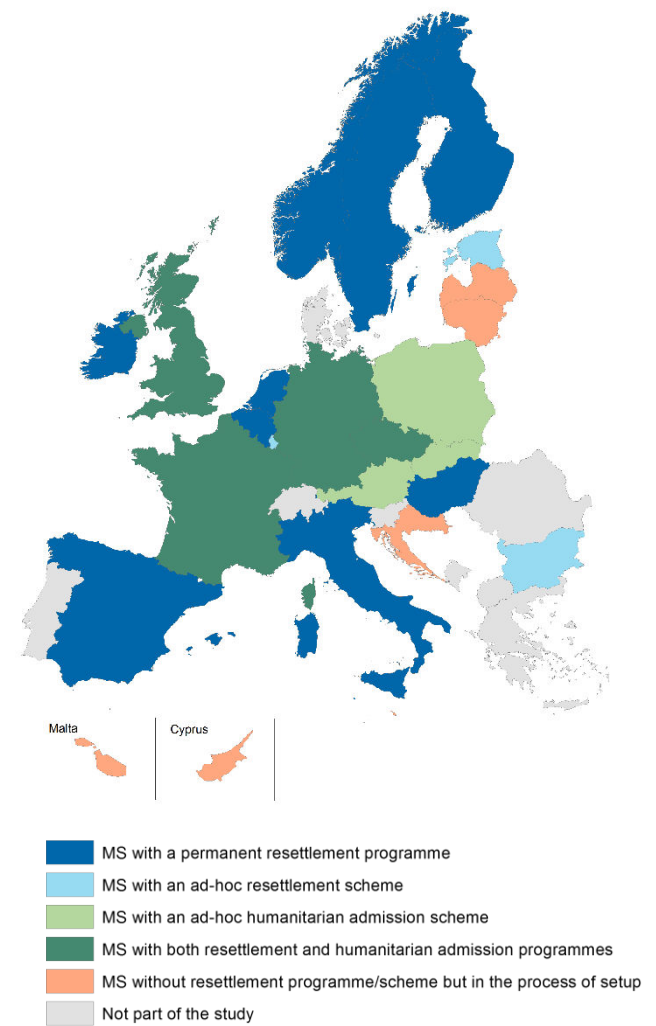 Malta
Cyprus
MS with a permanent resettlement programme
MS with an ad-hoc resettlement scheme
MS with an ad-hoc humanitarian admission scheme
MS with both resettlement and humanitarian admission programmes
MS without resettlement programme/scheme but in the process of setup
Not part of the study